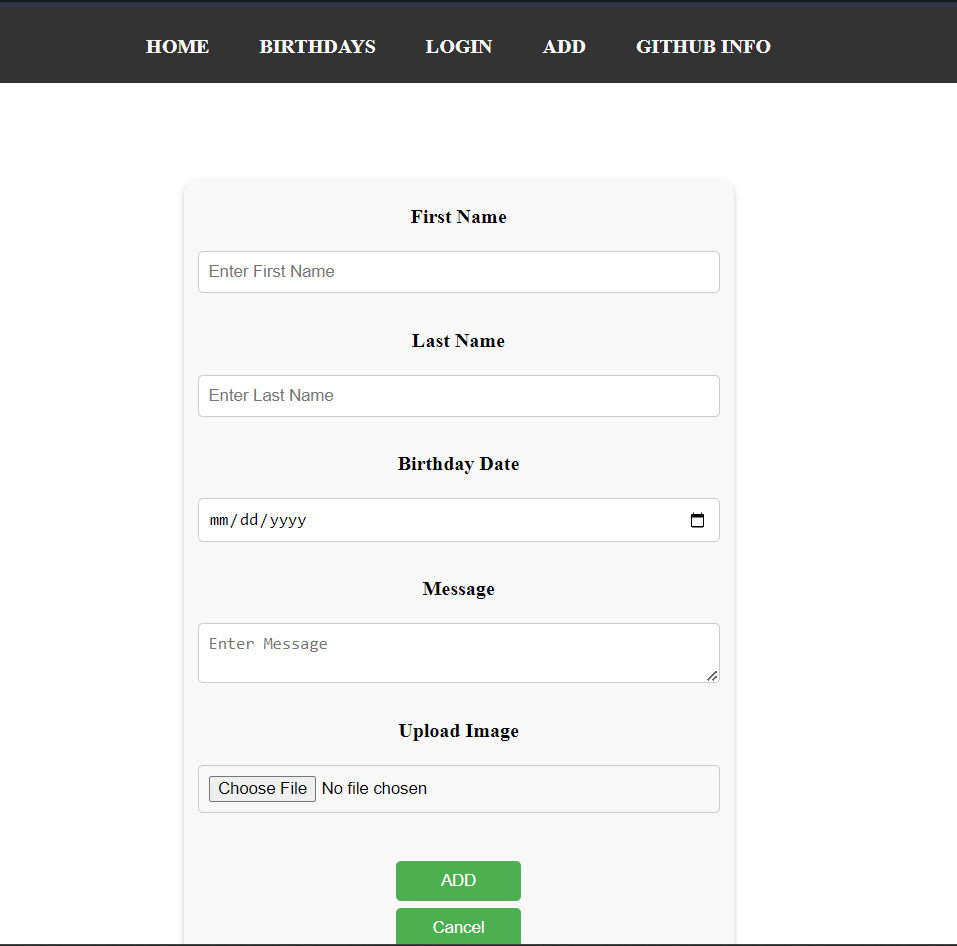 HOME BIRTHDAYS LOGIN ADD GITHUB INFO
First Name
Enter First Name
Last Name
Enter Last Name
Birthday Date
mm/dd/yyyy
Message
Enter Message
Upload Image
Choose File No file chosen
ADD
Cancel